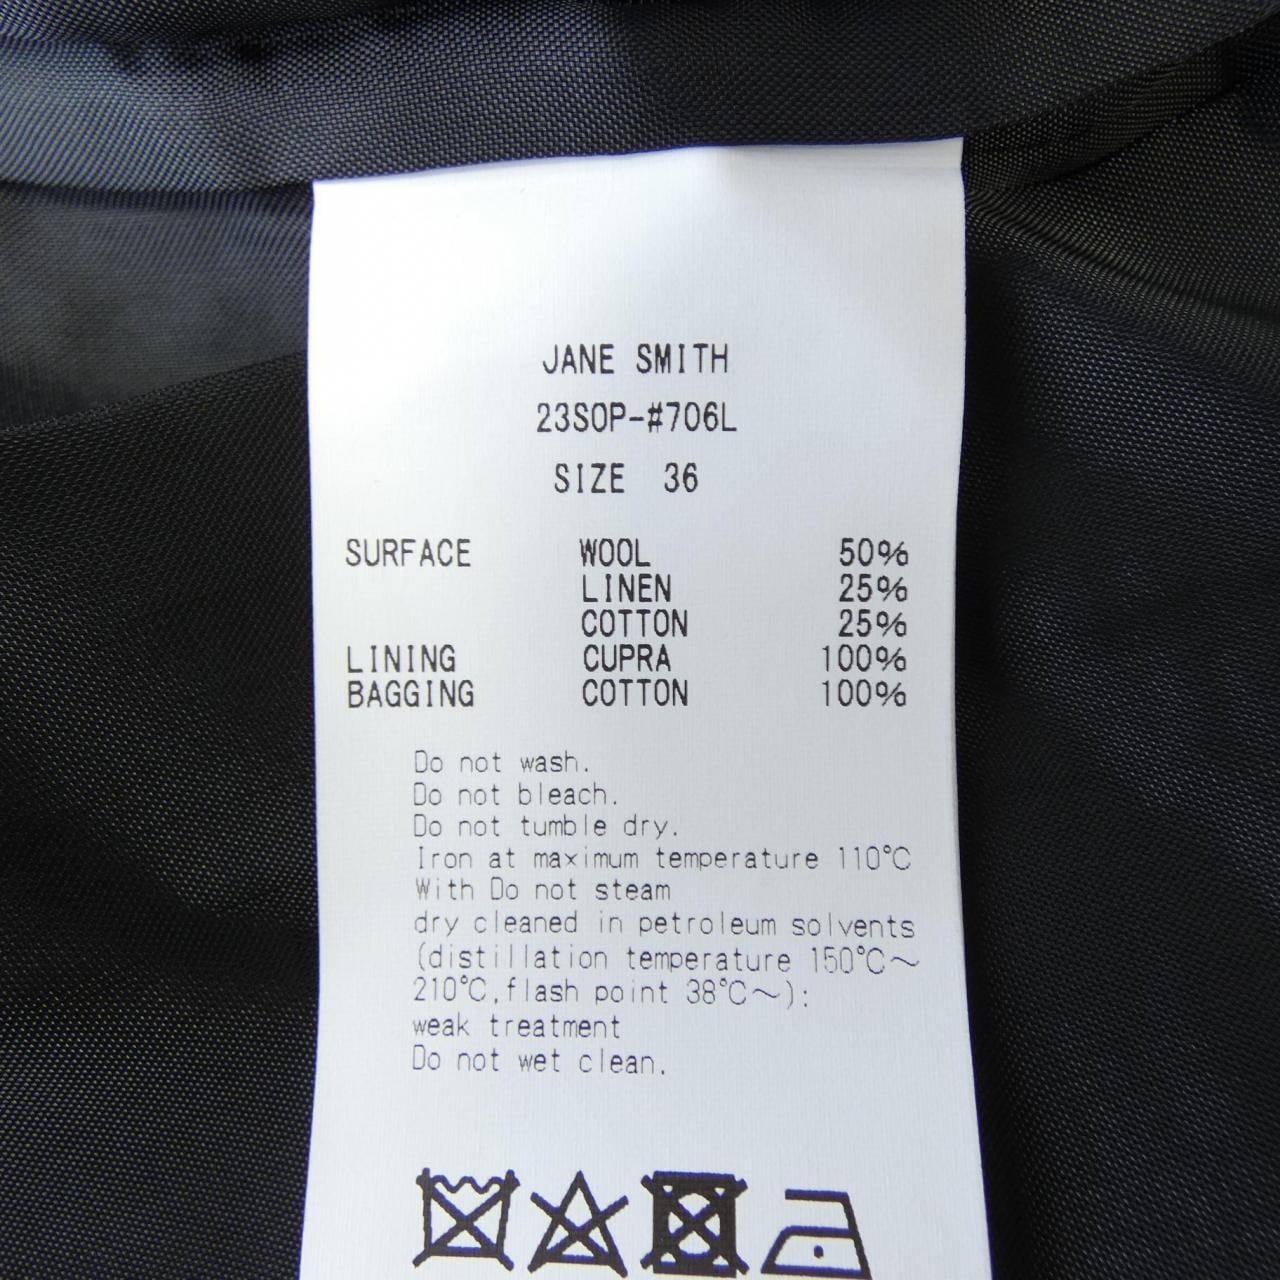 JANE SMITH
23SOP-#706L
SIZE 36
SURFACE WOOL 50%
LINEN 25%
COTTON 25%
LINING CUPRA 100%
BAGGING COTTON 100%
Do not wash.
Do not bleach.
Do not tumble dry.
Iron at maximum temperature 110℃
With Do not steam
dry cleaned in petroleum solvents
(distillation temperature 150℃～
210℃,flash point 38℃～):
weak treatment
Do not wet clean.